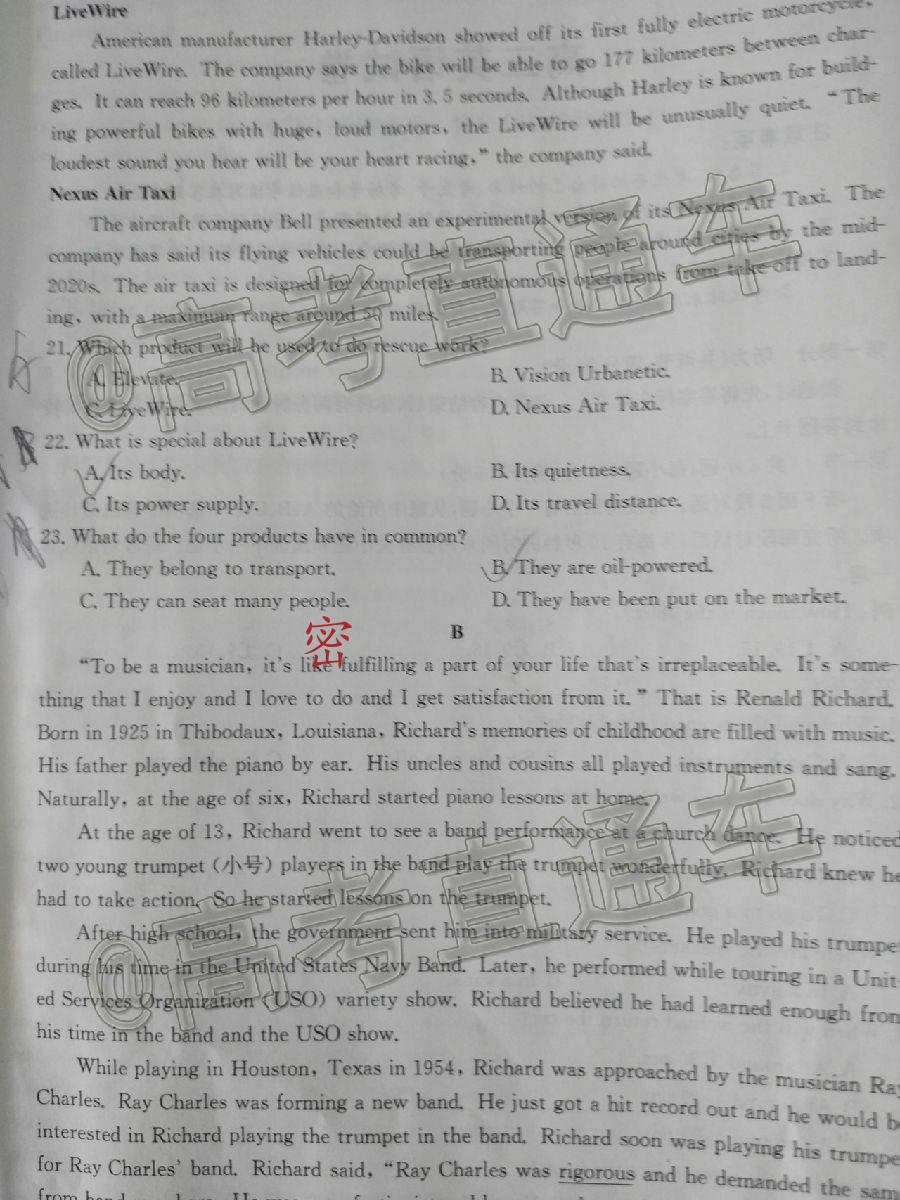 LiveWire
American manufacturer Harley-Davidson showed off its first fully electric motorcycle,
called LiveWire. The company says the bike will be able to go 177 kilometers between char-
ges. It can reach 96 kilometers per hour in 3.5 seconds. Although Harley is known for build-
ing powerful bikes with huge, loud motors, the LiveWire will be unusually quiet. “The
loudest sound you hear will be your heart racing,” the company said.
Nexus Air Taxi
The aircraft company Bell presented an experimental version of its Nexus Air Taxi. The
company has said its flying vehicles could be transporting people around cities by the mid-
2020s. The air taxi is designed for completely autonomous operations from take-off to land-
ing, with a maximum range around 50 miles.
@高考直通车
21. Which product will be used to do rescue work?
A. Elevate. B. Vision Urbanetic.
C. LiveWire. D. Nexus Air Taxi.
22. What is special about LiveWire?
A. Its body. B. Its quietness.
C. Its power supply. D. Its travel distance.
23. What do the four products have in common?
A. They belong to transport. B. They are oil-powered.
C. They can seat many people. D. They have been put on the market.
密
B
“To be a musician, it’s like fulfilling a part of your life that’s irreplaceable. It’s some-
thing that I enjoy and I love to do and I get satisfaction from it.” That is Renald Richard.
Born in 1925 in Thibodaux, Louisiana, Richard’s memories of childhood are filled with music.
His father played the piano by ear. His uncles and cousins all played instruments and sang.
Naturally, at the age of six, Richard started piano lessons at home.
At the age of 13, Richard went to see a band performance at a church dance. He noticed
two young trumpet (小号) players in the band play the trumpet wonderfully. Richard knew he
had to take action. So he started lessons on the trumpet.
@高考直通车
After high school, the government sent him into military service. He played his trumpet
during his time in the United States Navy Band. Later, he performed while touring in a Unit-
ed Services Organization (USO) variety show. Richard believed he had learned enough from
his time in the band and the USO show.
While playing in Houston, Texas in 1954, Richard was approached by the musician Ray
Charles. Ray Charles was forming a new band. He just got a hit record out and he would be
interested in Richard playing the trumpet in the band. Richard soon was playing his trumpet
for Ray Charles’ band. Richard said, “Ray Charles was rigorous and he demanded the same